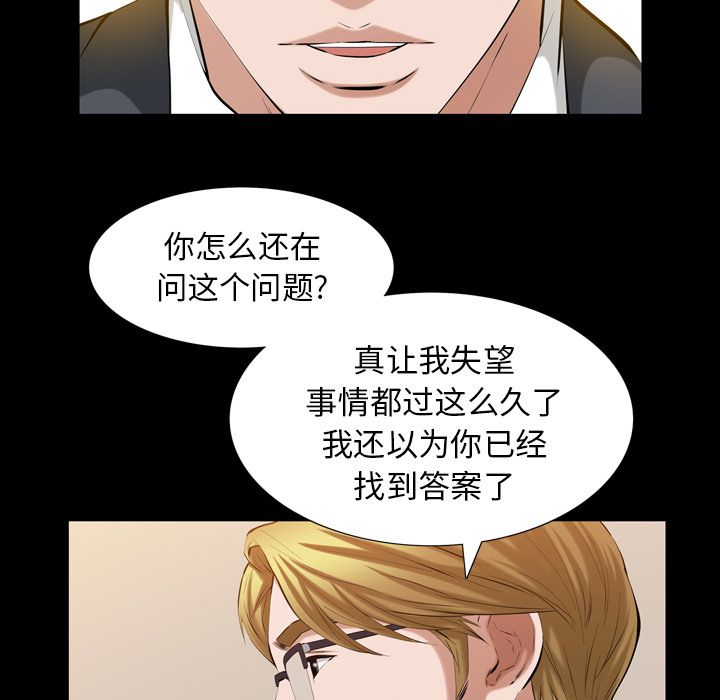 你怎么还在
问这个问题?
真让我失望
事情都过这么久了
我还以为你已经
找到答案了